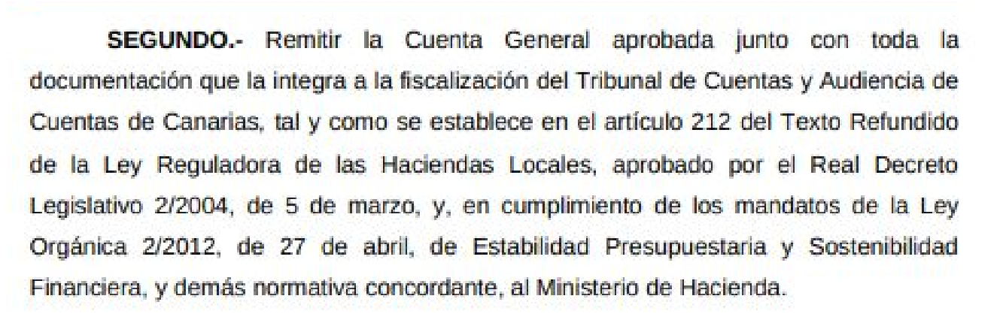 SEGUNDO.- Remitir la Cuenta General aprobada junto con toda la
documentación que la integra a la fiscalización del Tribunal de Cuentas y Audiencia de
Cuentas de Canarias, tal y como se establece en el artículo 212 del Texto Refundido
de la Ley Reguladora de las Haciendas Locales, aprobado por el Real Decreto
Legislativo 2/2004, de 5 de marzo, y, en cumplimiento de los mandatos de la Ley
Orgánica 2/2012, de 27 de abril, de Estabilidad Presupuestaria y Sostenibilidad
Financiera, y demás normativa concordante, al Ministerio de Hacienda.